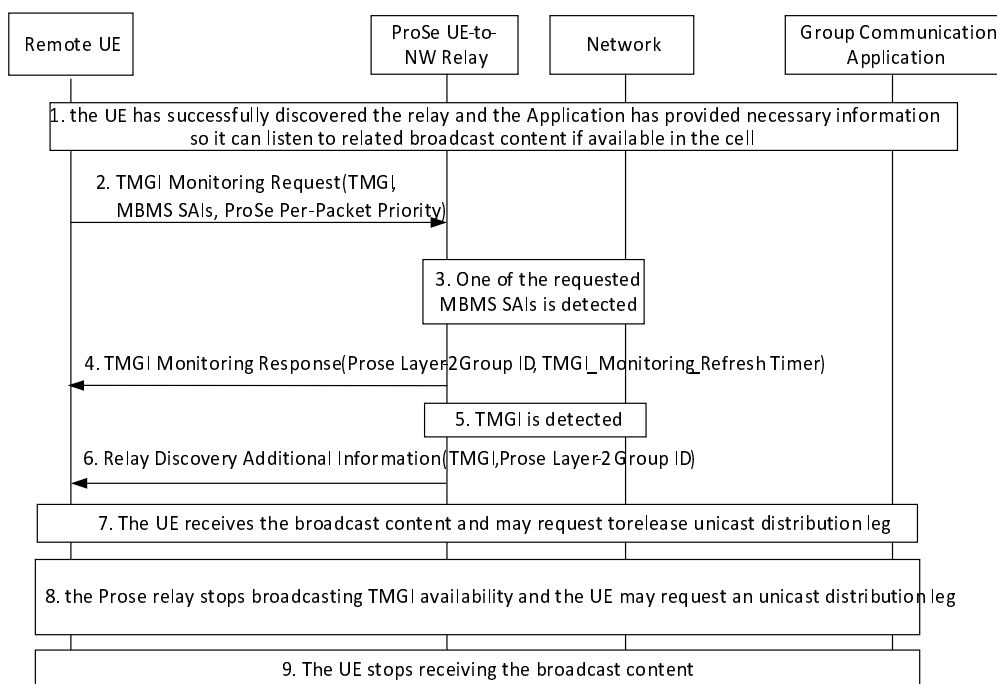 Remote UE
ProSe UE-to-
NW Relay
Network
Group Communication
Application
1. the UE has successfully discovered the relay and the Application has provided necessary information
so it can listen to related broadcast content if available in the cell
2. TMGI Monitoring Request(TMGI,
MBMS SAIs, ProSe Per-Packet Priority)
3. One of the requested
MBMS SAIs is detected
4. TMGI Monitoring Response(Prose Layer-2Group ID, TMGI_Monitoring_Refresh Timer)
5. TMGI is detected
6. Relay Discovery Additional Information(TMGI,Prose Layer-2 Group ID)
7. The UE receives the broadcast content and may request torelease unicast distribution leg
8. the Prose relay stops broadcasting TMGI availability and the UE may request an unicast distribution leg
9. The UE stops receiving the broadcast content